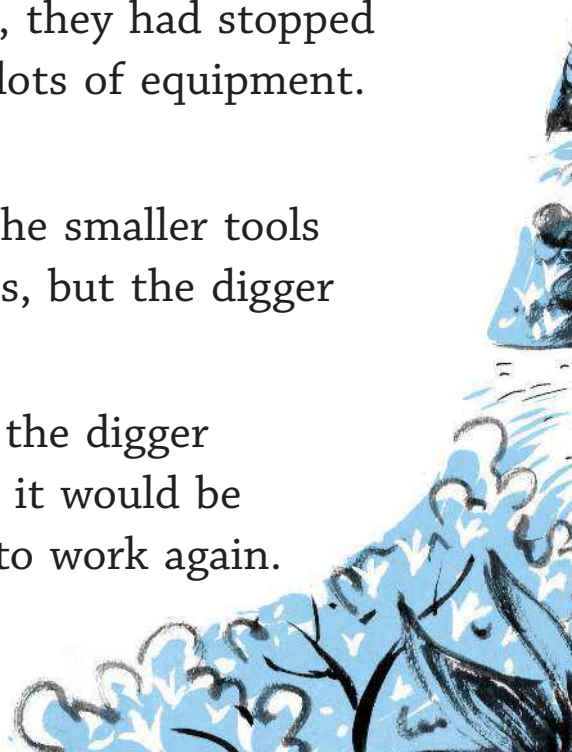 , they had stopped
lots of equipment.
he smaller tools
s, but the digger
the digger
it would be
to work again.